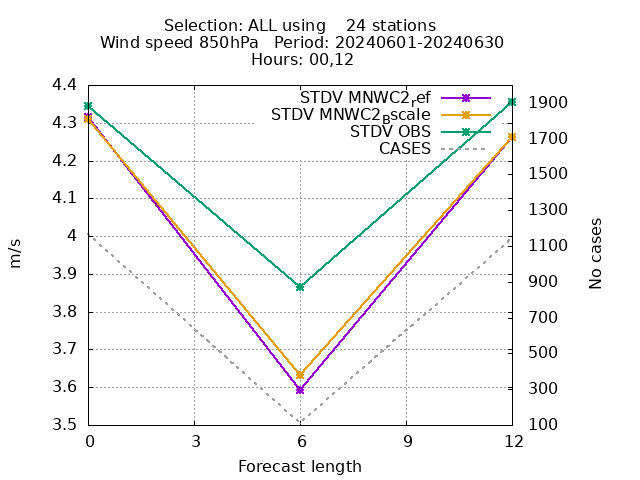 Selection: ALL using    24 stations
Wind speed 850hPa   Period: 20240601-20240630
Hours: 00,12
STDV MNWC2ref
STDV MNWC2Bscale
STDV OBS
CASES
4.4
4.3
4.2
4.1
4
3.9
3.8
3.7
3.6
3.5
m/s
1900
1700
1500
1300
1100
900
700
500
300
100
No cases
0 3 6 9 12
Forecast length